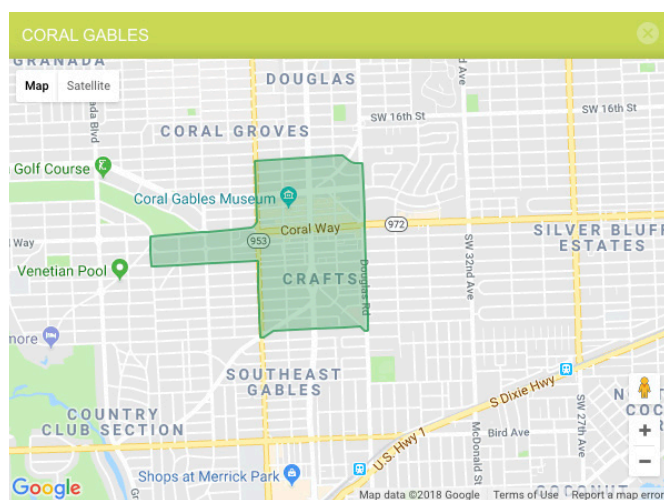 CORAL GABLES
GRANADA
Map
Satellite
DOUGLAS
SW 16th St
SW 16th St
CORAL GROVES
Golf Course
Coral Gables Museum
Coral Way
972
953
Way
SILVER BLUFF
ESTATES
Venetian Pool
CRAFTS
Douglas Rd
SW 32nd Ave
SOUTHEAST
GABLES
COUNTRY
CLUB SECTION
S Dixie Hwy
U.S. Hwy 1
SW 27th Ave
McDonald St
Bird Ave
Shops at Merrick Park
COCONUT
Google
Map data ©2018 Google
Terms of Use
Report a map error